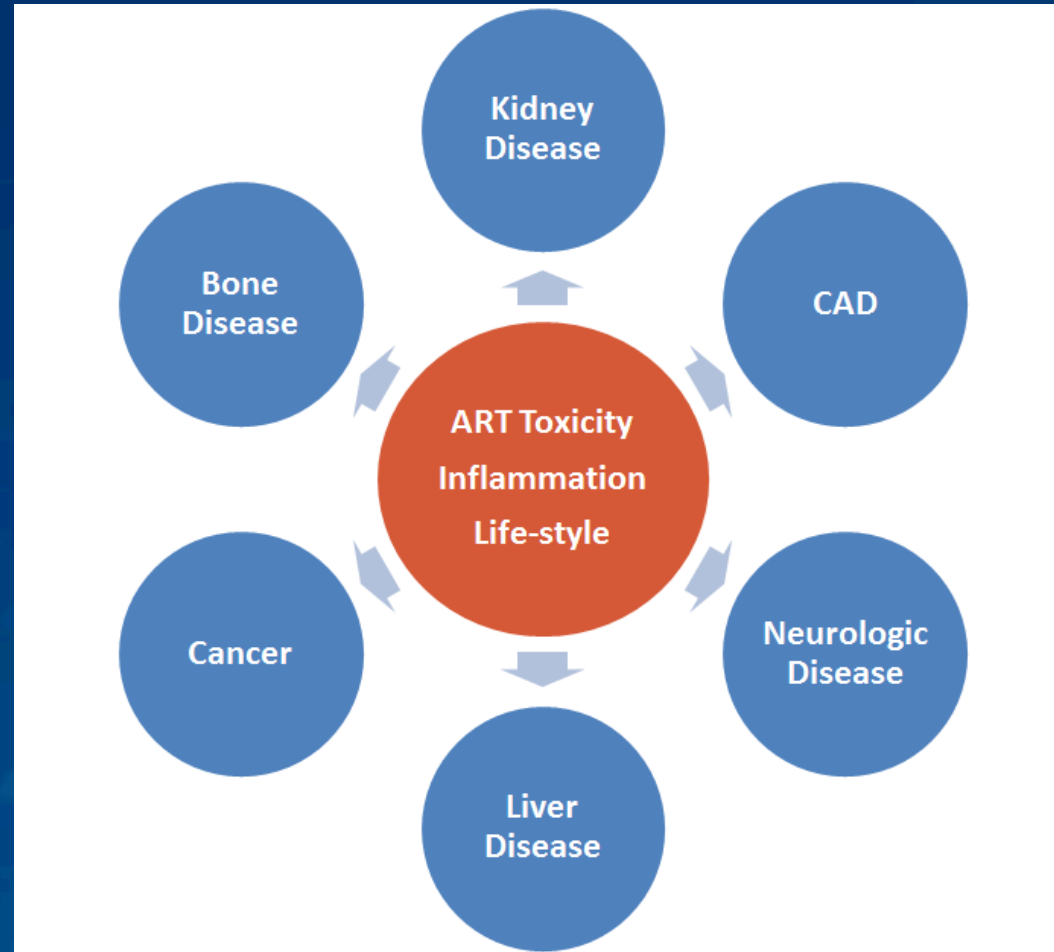 Kidney
Disease
Bone
Disease
CAD
ART Toxicity
Inflammation
Life-style
Cancer
Neurologic
Disease
Liver
Disease